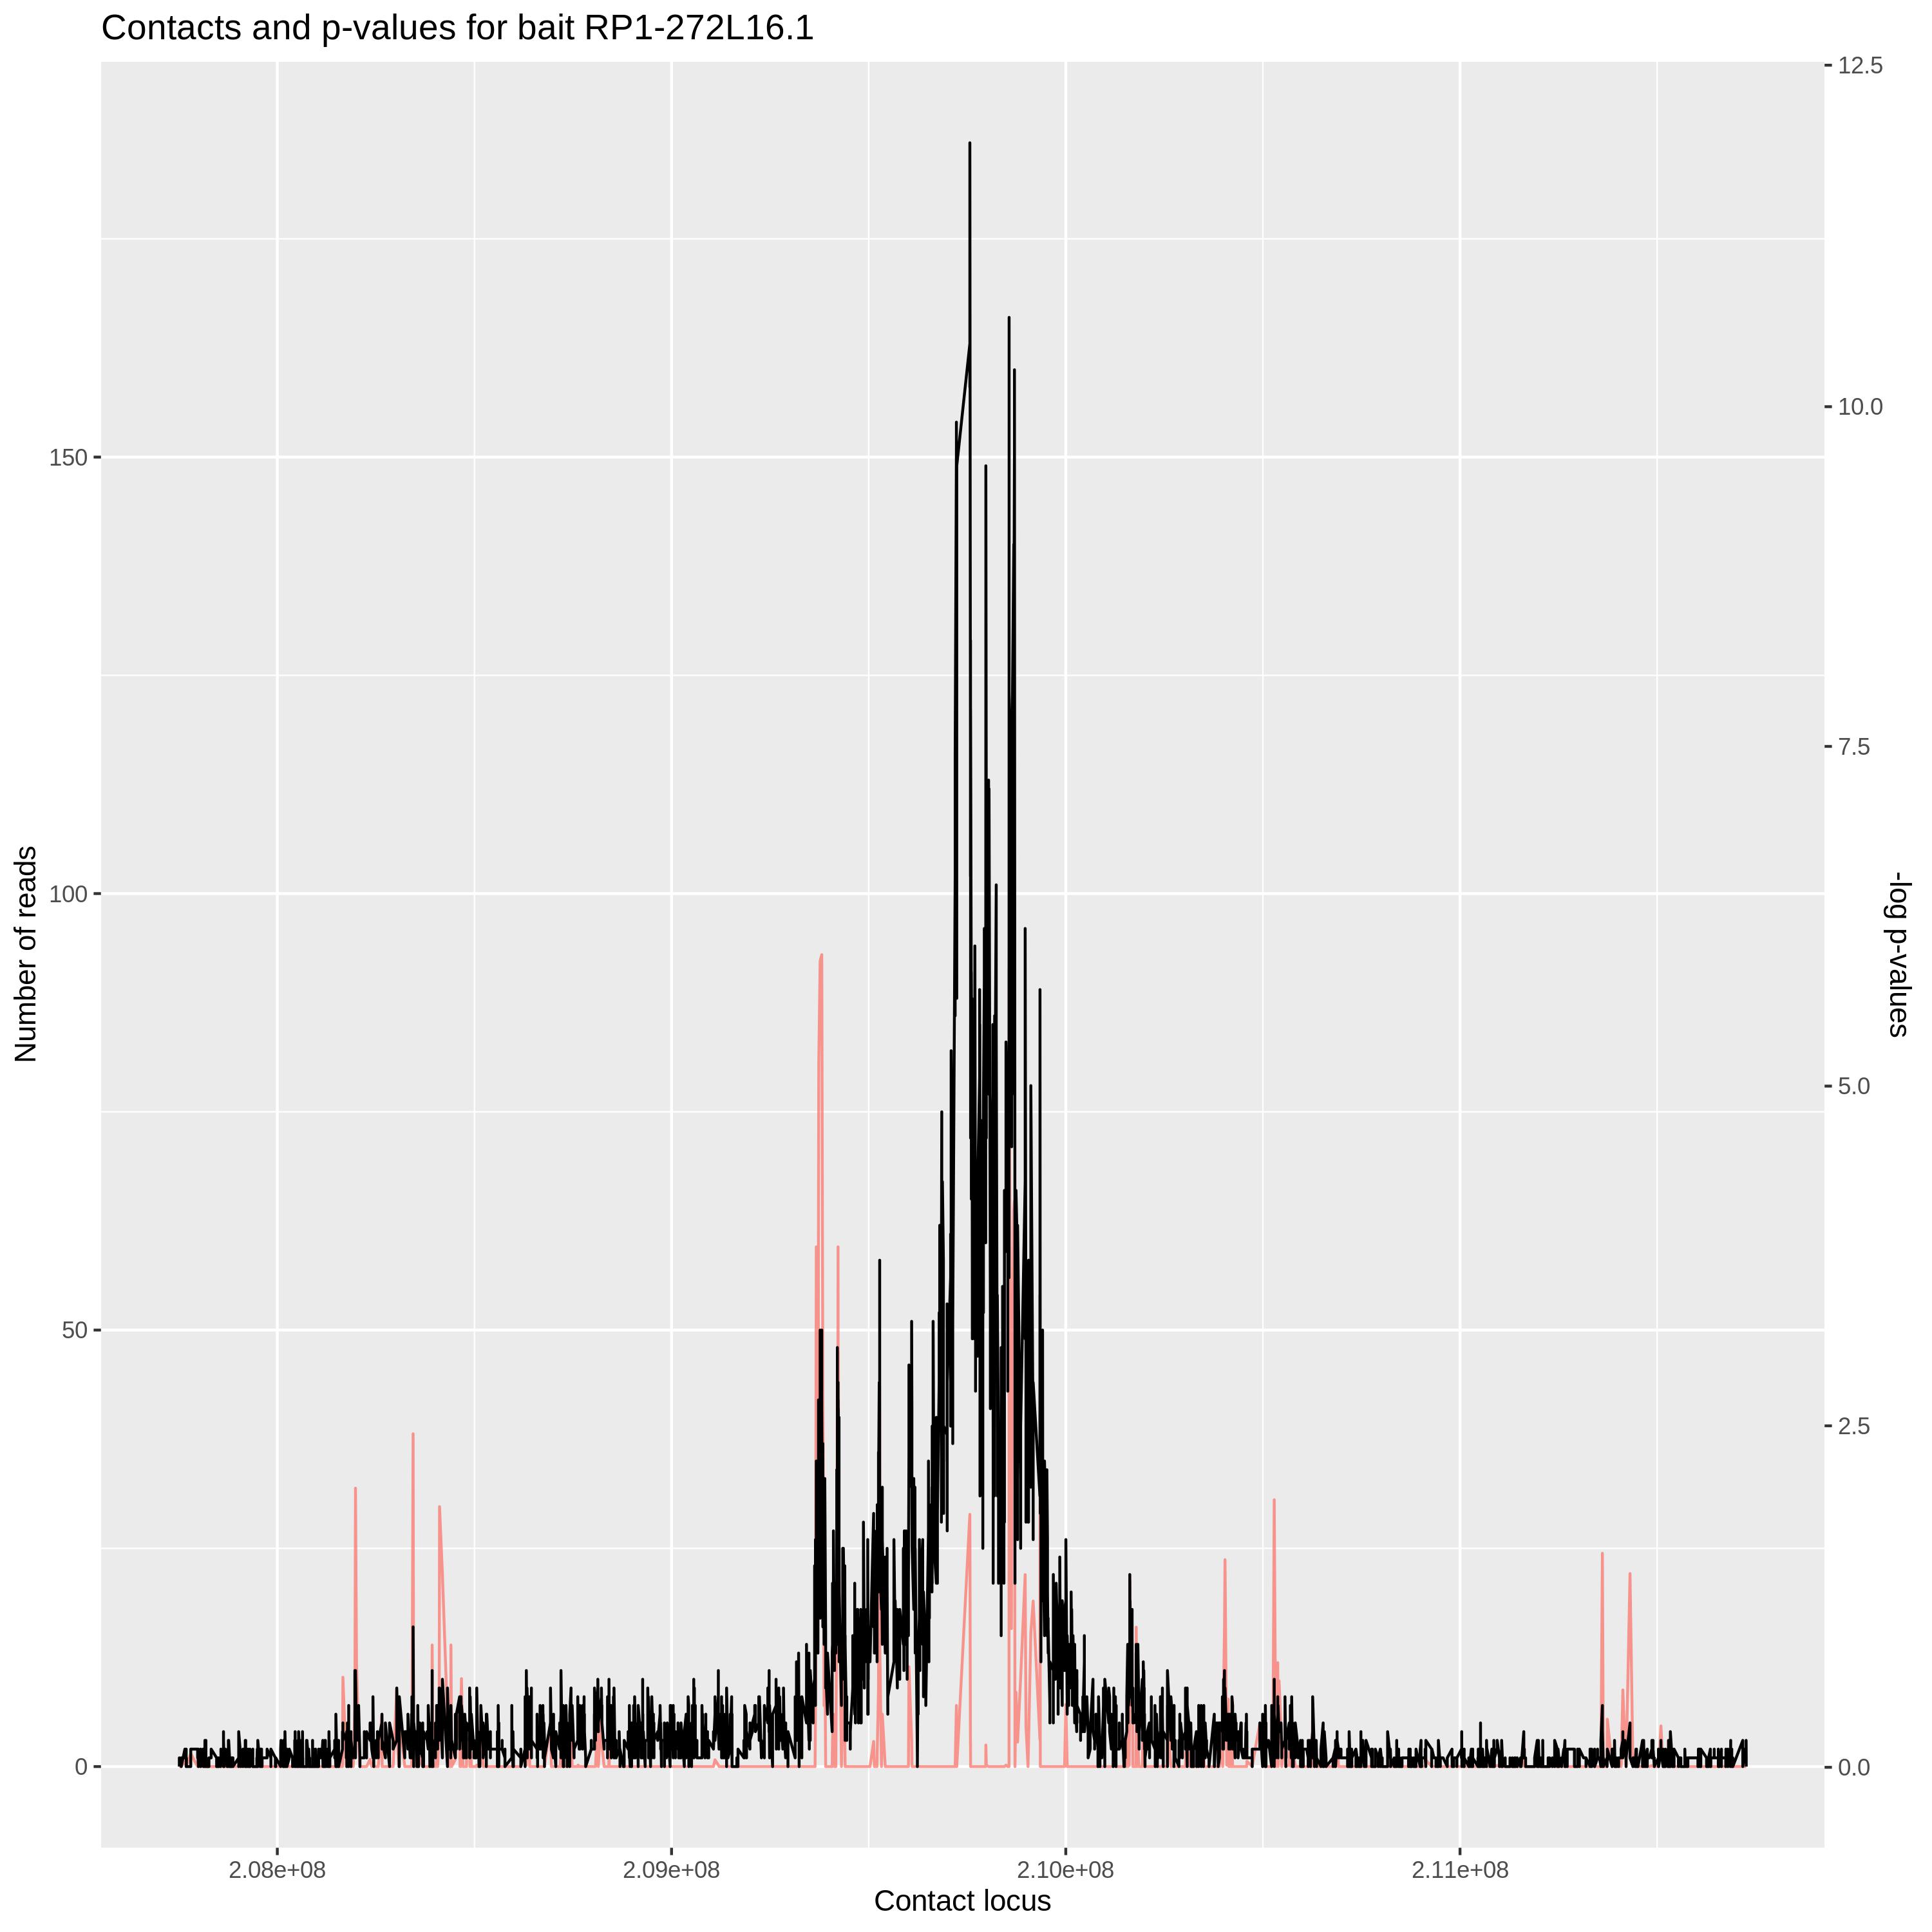 Contacts and p-values for bait RP1-272L16.1
12.5
10.0
150
7.5
Number of reads
100
-log p-values
5.0
2.5
50
0
0.0
2.08e+08
2.09e+08
2.10e+08
2.11e+08
Contact locus